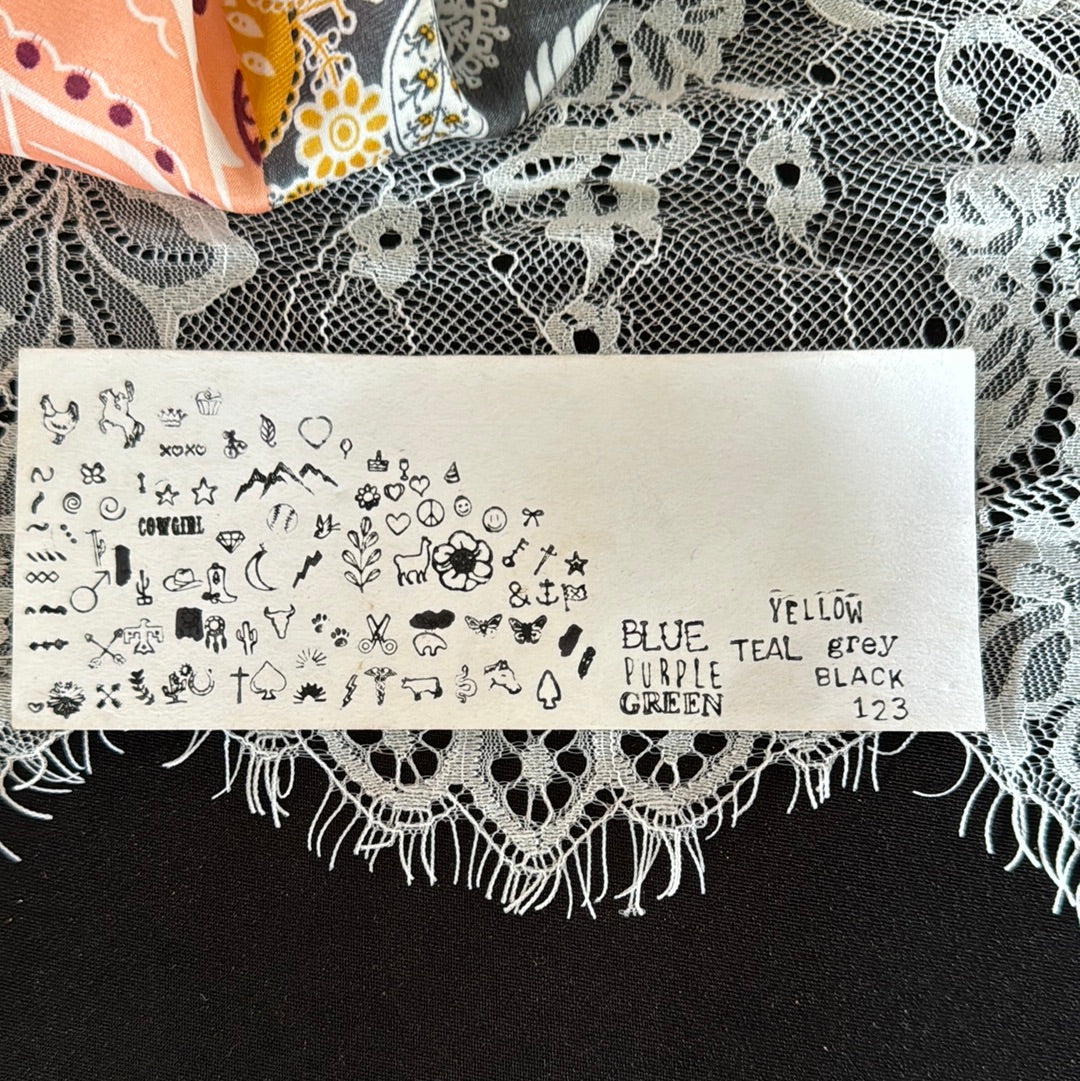 xoxo
COWGIRL
&
YELLOW
BLUE
TEAL grey
PURPLE
BLACK
GREEN
123